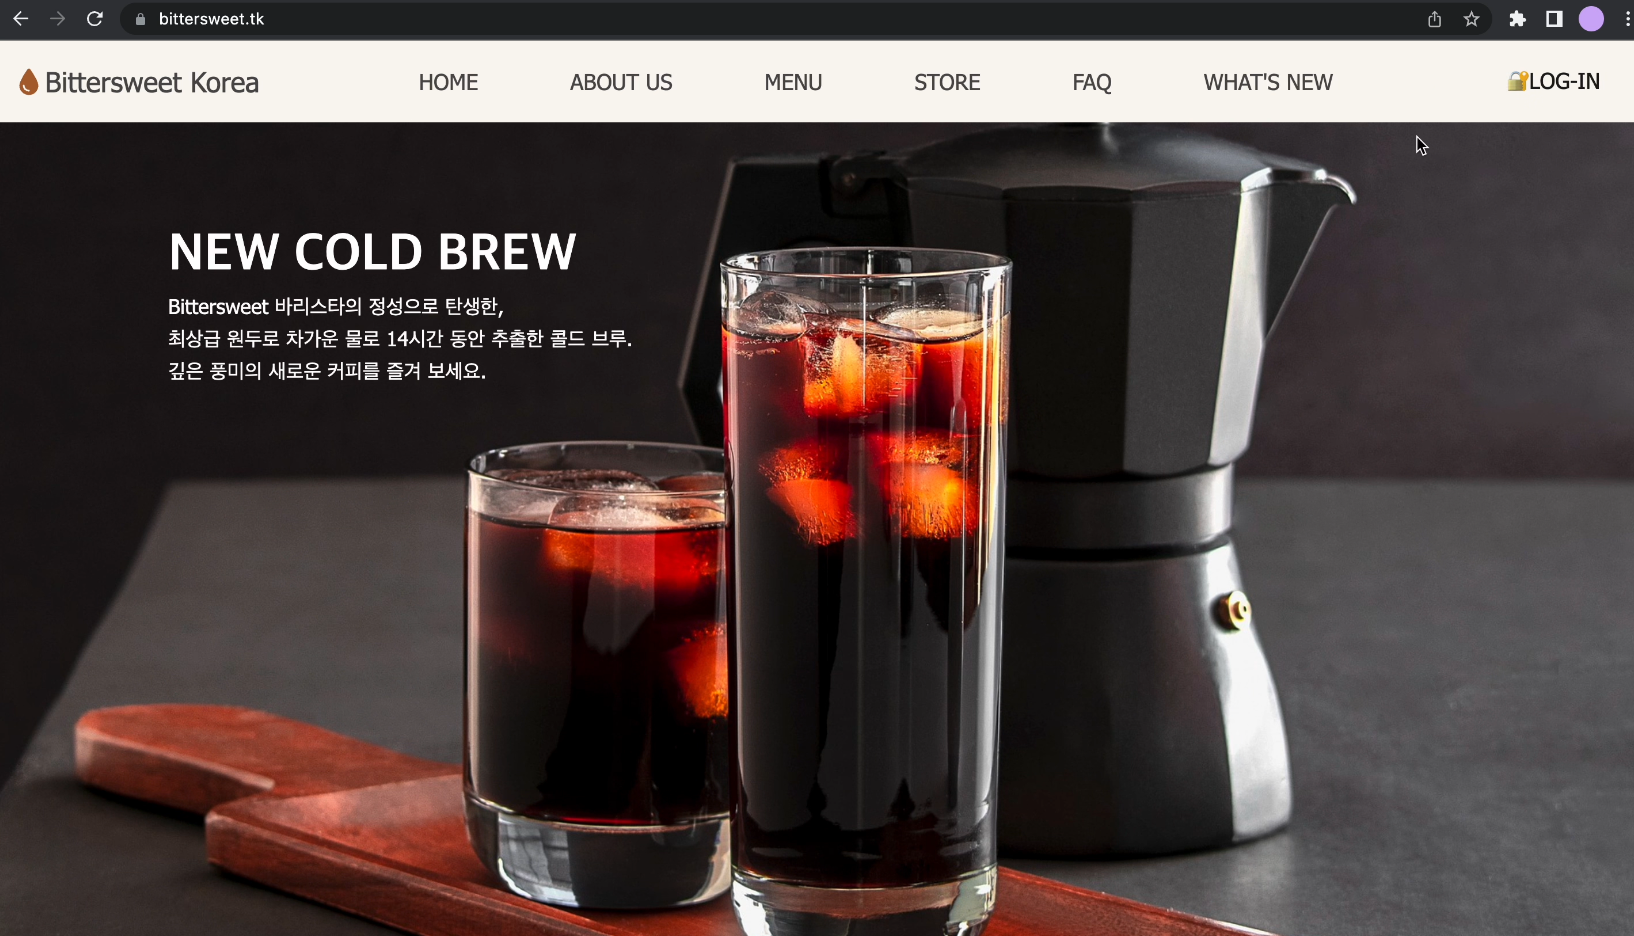 bittersweet.tk
Bittersweet Korea
HOME
ABOUT US
MENU
STORE
FAQ
WHAT'S NEW
LOG-IN
NEW COLD BREW
Bittersweet 바리스타의 정성으로 탄생한,
최상급 원두로 차가운 물로 14시간 동안 추출한 콜드 브루.
깊은 풍미의 새로운 커피를 즐겨 보세요.